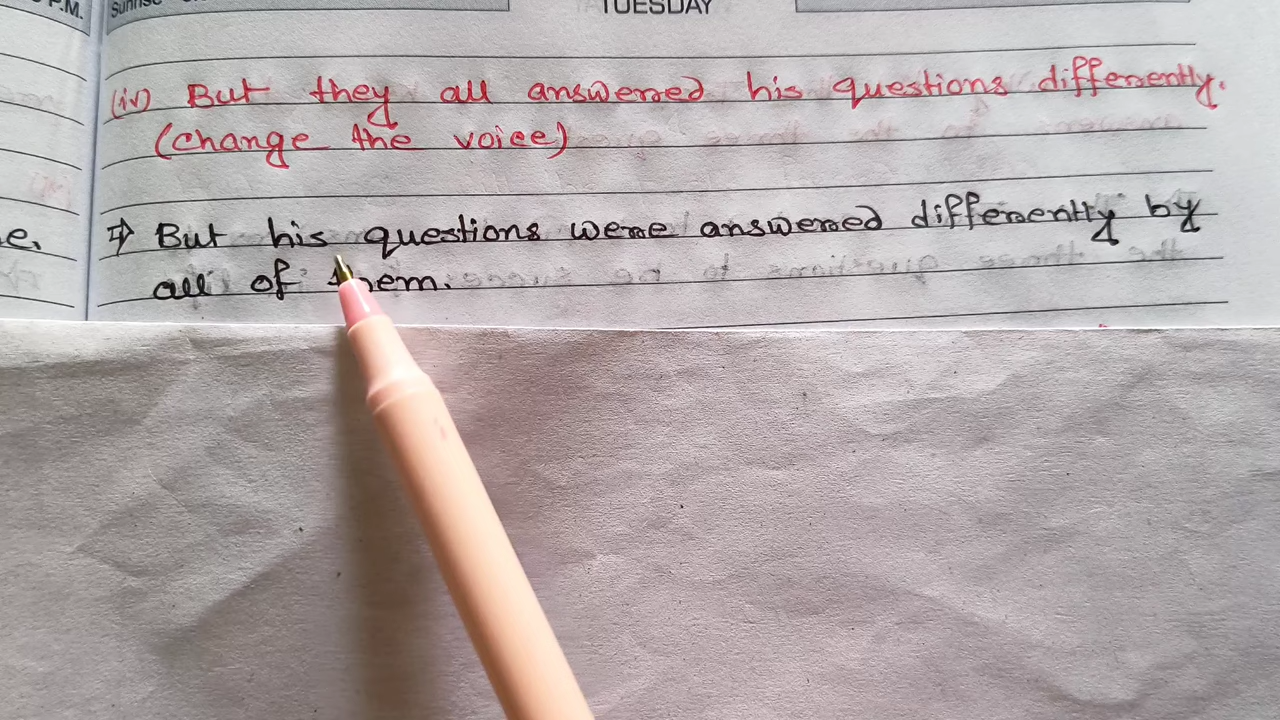 P.M.
Sunrise
TUESDAY
(iv) But they all answered his questions differently.
(change the voice)
⇒ But his questions were answered differently by
all of them.
e.